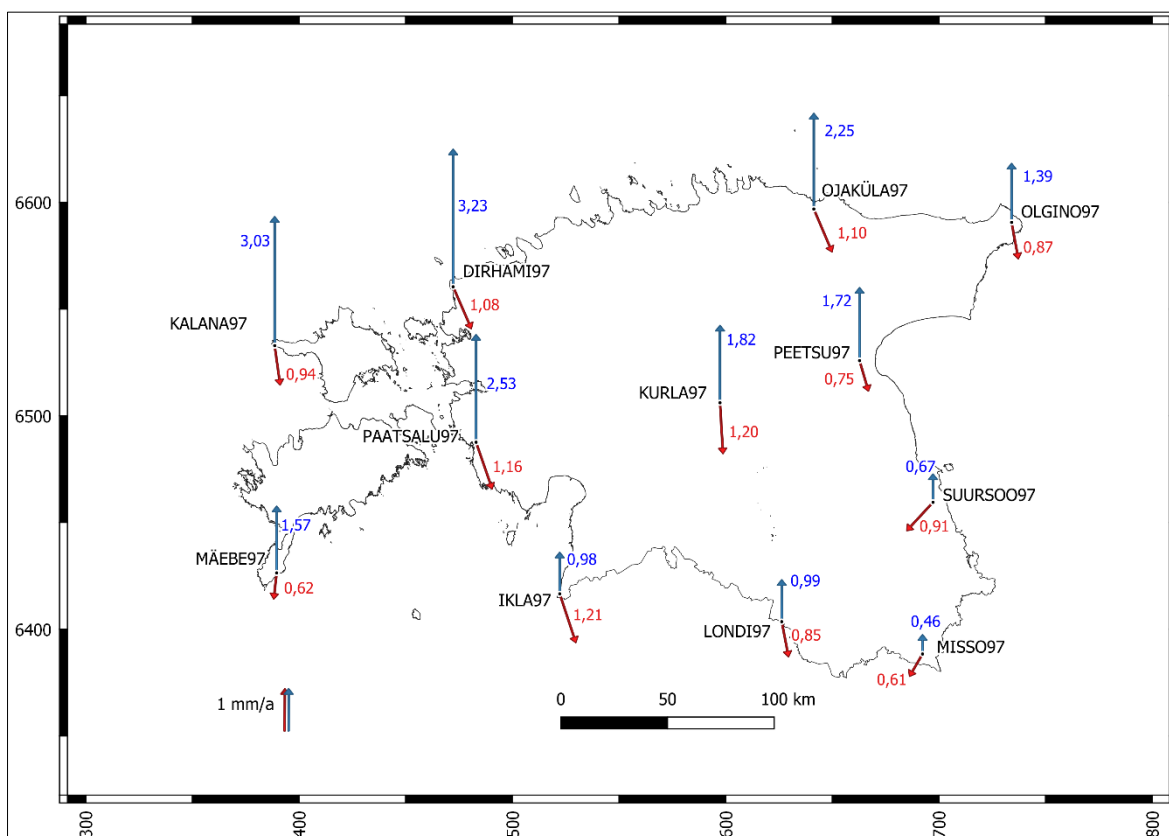 2,25
1,39
6600
3,23
OJAKÜLA97
OLGINO97
3,03
1,10
0,87
DIRHAMI97
1,08
1,72
KALANA97
1,82
PEETSU97
0,94
2,53
0,75
KURLA97
6500
PAATSALU97
1,20
1,16
0,67
SUURSOO97
1,57
0,91
MÄEBE97
0,98
0,99
0,62
IKLA97
1,21
0,46
6400
LONDI97
0,85
MISSO97
0,61
1 mm/a
0 50 100 km
300 400 500 600 700 800